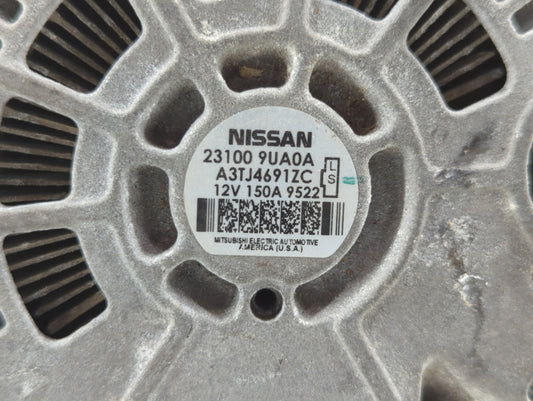 NISSAN
23100 9UA0A
A3TJ4691ZC
12V 150A 9522
L
S
MITSUBISHI ELECTRIC AUTOMOTIVE
AMERICA (U.S.A.)